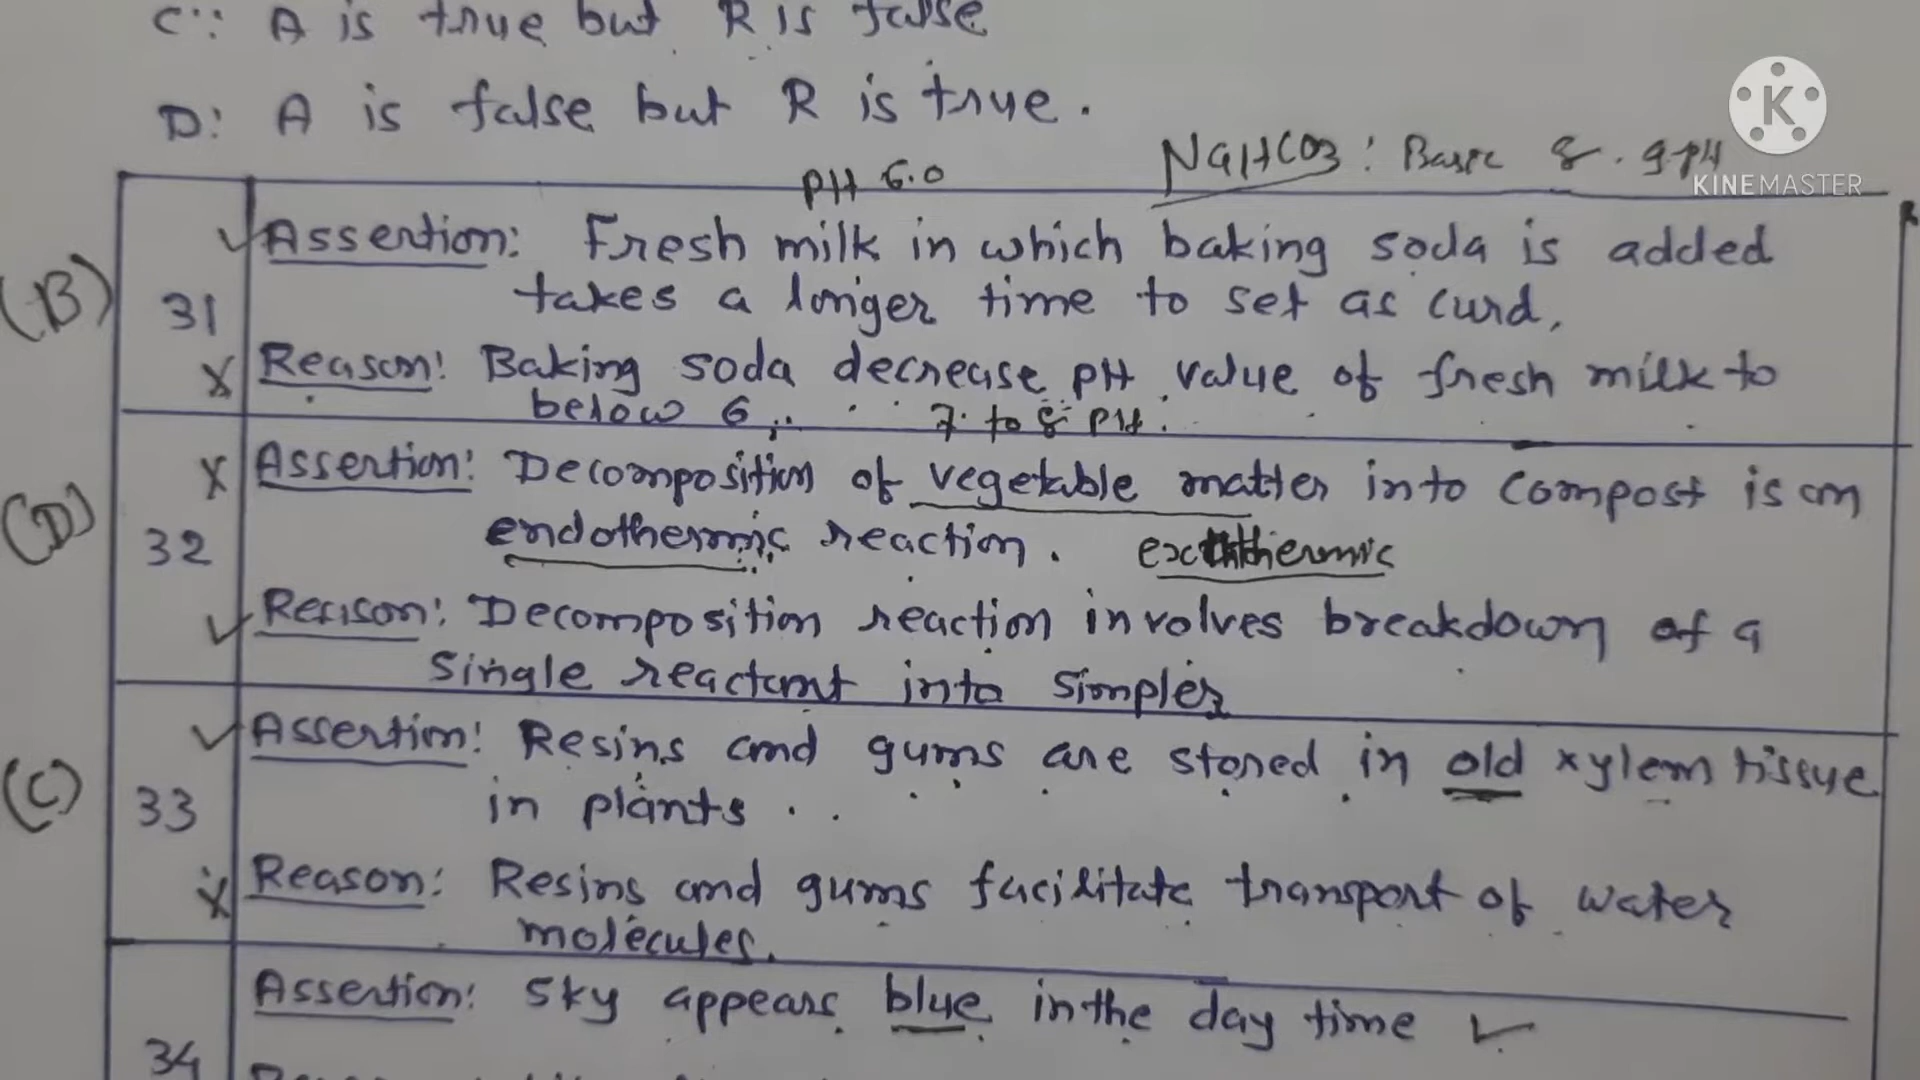 C: A is true but R is false
D: A is false but R is true.
K
KINEMASTER
PH 6.0
NaHCO3: Basic 8.9 pH
(B)
31
Assertion: Fresh milk in which baking soda is added
takes a longer time to set as curd.
Reason: Baking soda decrease pH value of fresh milk to
below 6
7 to 8 PH.
(D)
32
Assertion: Decomposition of vegetable matter into compost is an
endothermic reaction. exothermic
Reason: Decomposition reaction involves breakdown of a
single reactant into simpler
(C)
33
Assertion: Resins and gums are stored in old xylem tissue
in plants
Reason: Resins and gums facilitate transport of water
molecules.
34
Assertion: Sky appears blue in the day time